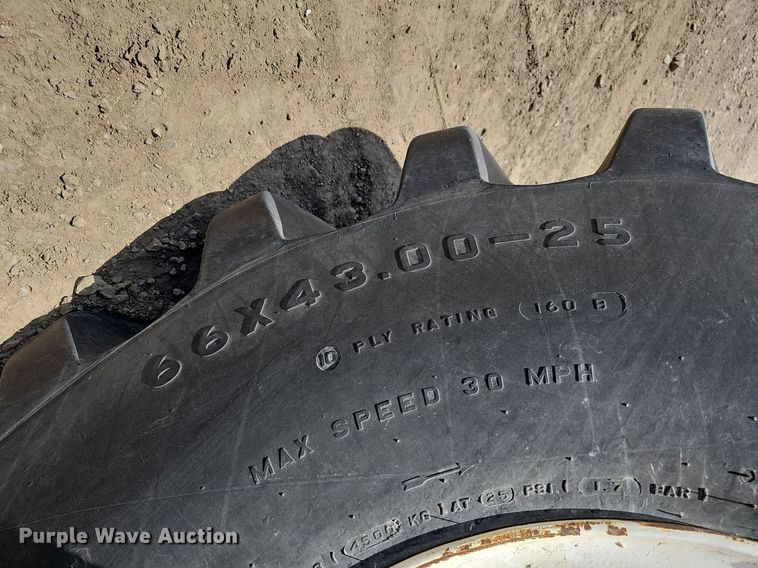 66X43.00-25
10 PLY RATING (160 B)
MAX SPEED 30 MPH
(4500) KG) AT (25) PSI (1.7) BAR)
Purple Wave Auction®